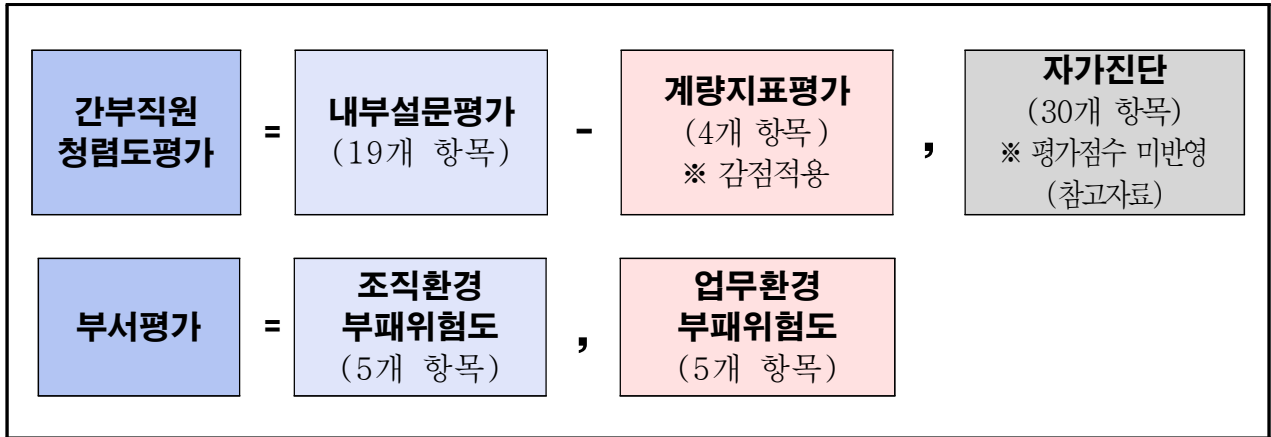 간부직원
청렴도평가
=
내부설문평가
(19개 항목)
-
계량지표평가
(4개 항목)
※ 감점적용
,
자가진단
(30개 항목)
※ 평가점수 미반영
(참고자료)
부서평가
=
조직환경
부패위험도
(5개 항목)
,
업무환경
부패위험도
(5개 항목)